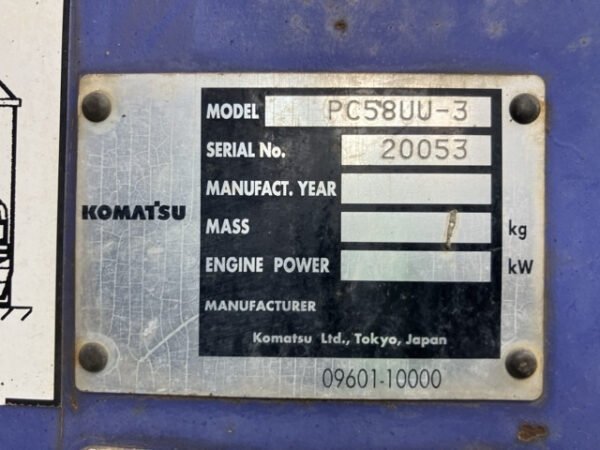 KOMATSU
MODEL PC58UU-3
SERIAL No. 20053
MANUFACT. YEAR
MASS kg
ENGINE POWER kW
MANUFACTURER
Komatsu Ltd., Tokyo, Japan
09601-10000